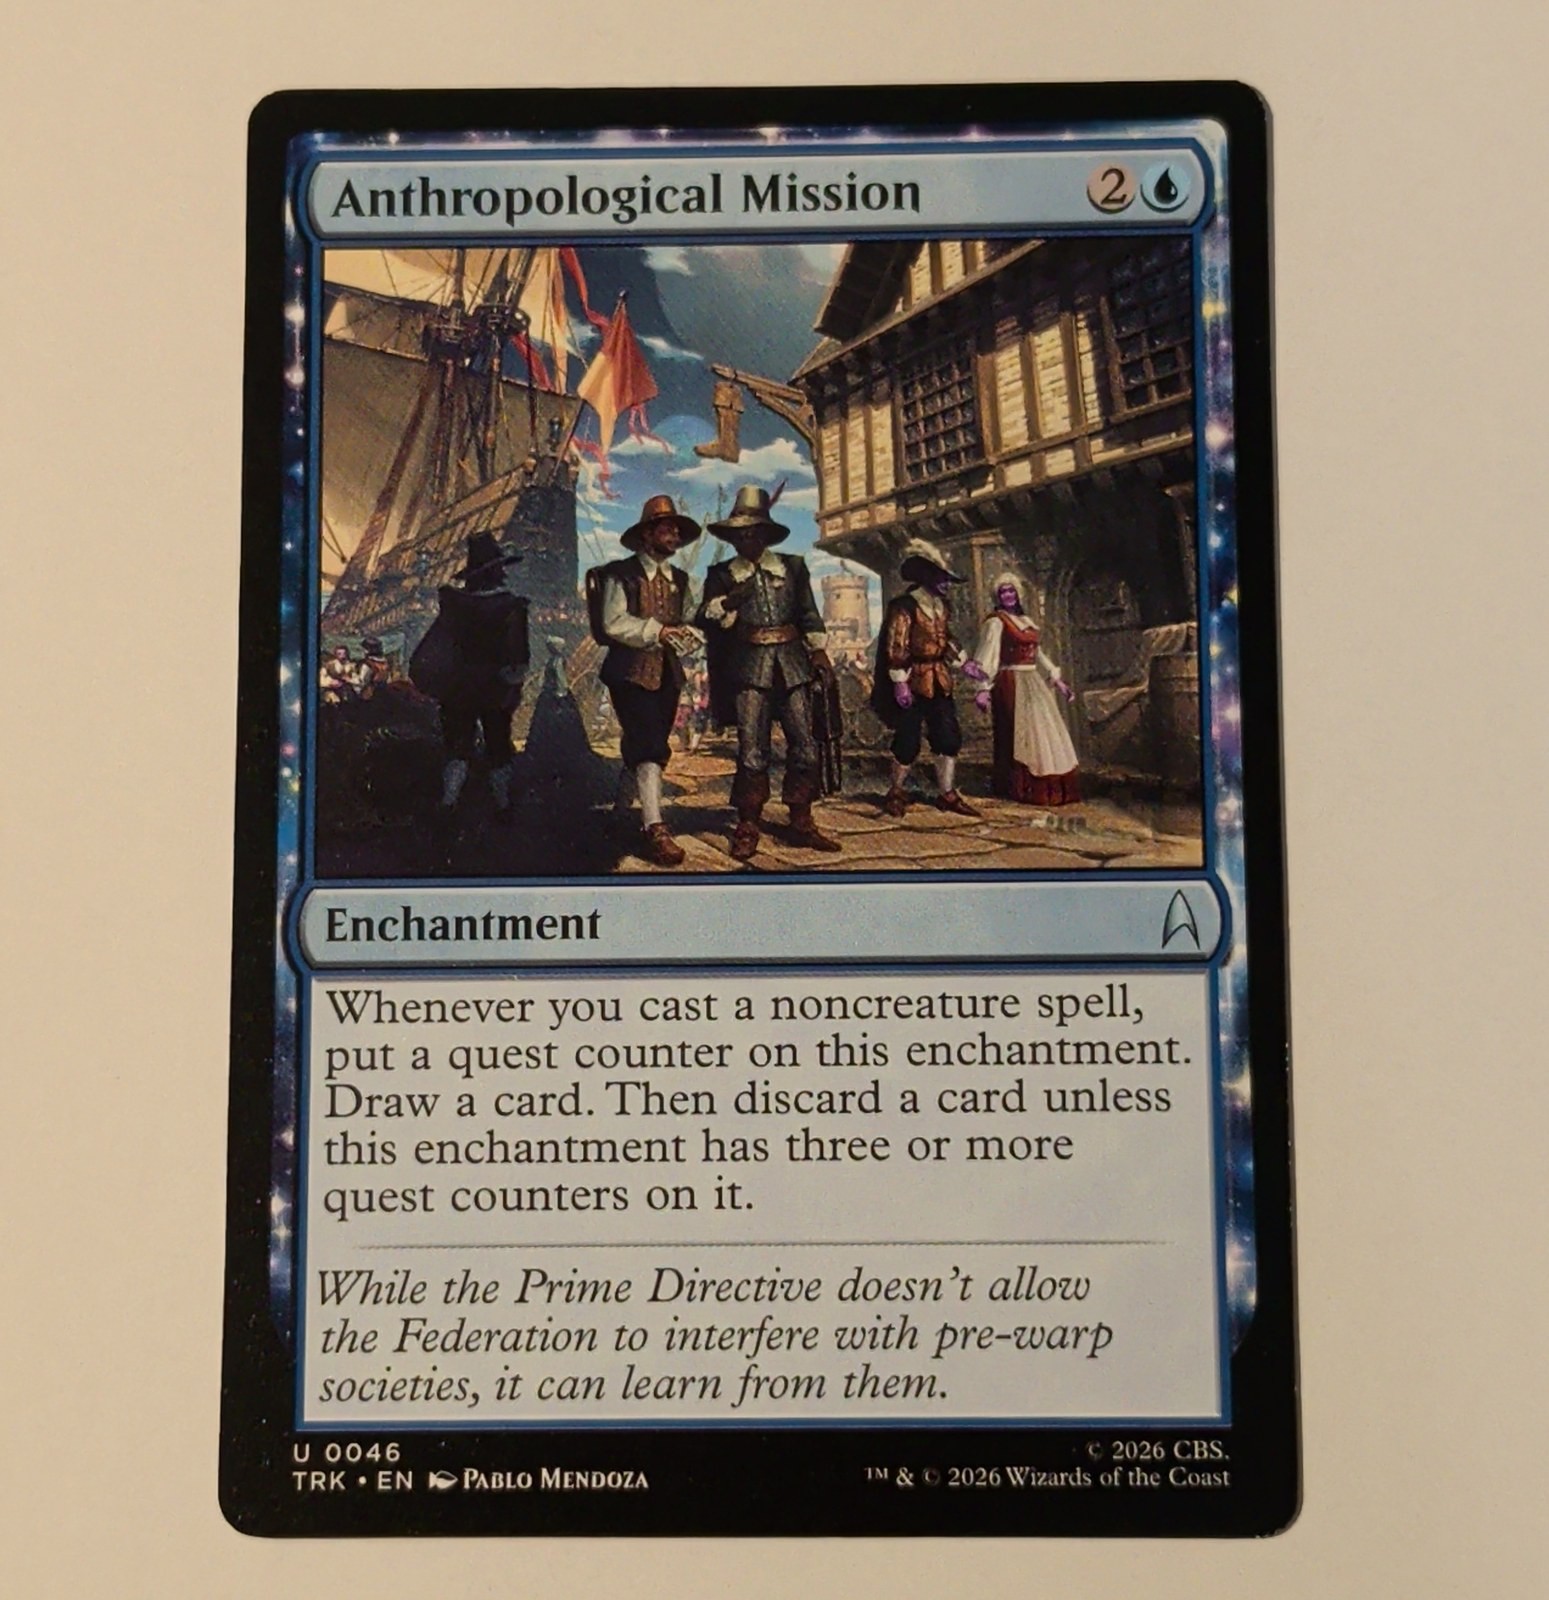 Anthropological Mission 2
Enchantment
Whenever you cast a noncreature spell,
put a quest counter on this enchantment.
Draw a card. Then discard a card unless
this enchantment has three or more
quest counters on it.
While the Prime Directive doesn't allow
the Federation to interfere with pre-warp
societies, it can learn from them.
U 0046
TRK • EN PABLO MENDOZA
© 2026 CBS.
™ & © 2026 Wizards of the Coast